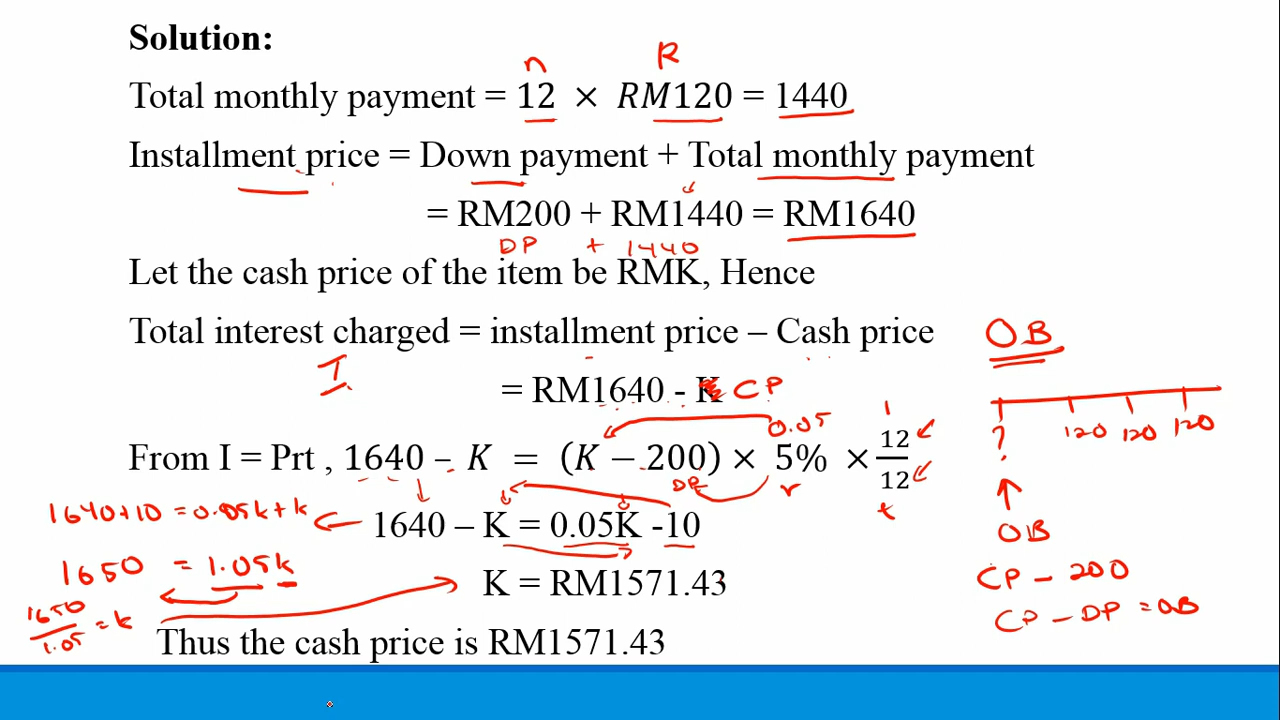 Solution:
n R
Total monthly payment = 12 × RM120 = 1440
Installment price = Down payment + Total monthly payment
= RM200 + RM1440 = RM1640
DP + 1440
Let the cash price of the item be RMK, Hence
Total interest charged = installment price – Cash price
I
= RM1640 - K CP
0.05 1
From I = Prt , 1640 – K = (K – 200) × 5% × 12/12
DP r t
1640+10 = 0.05k+k
1640 – K = 0.05K -10
1650 = 1.05k
K = RM1571.43
1650/1.05 = k
Thus the cash price is RM1571.43
OB
? 120 120 120
OB
CP – 200
CP – DP = OB